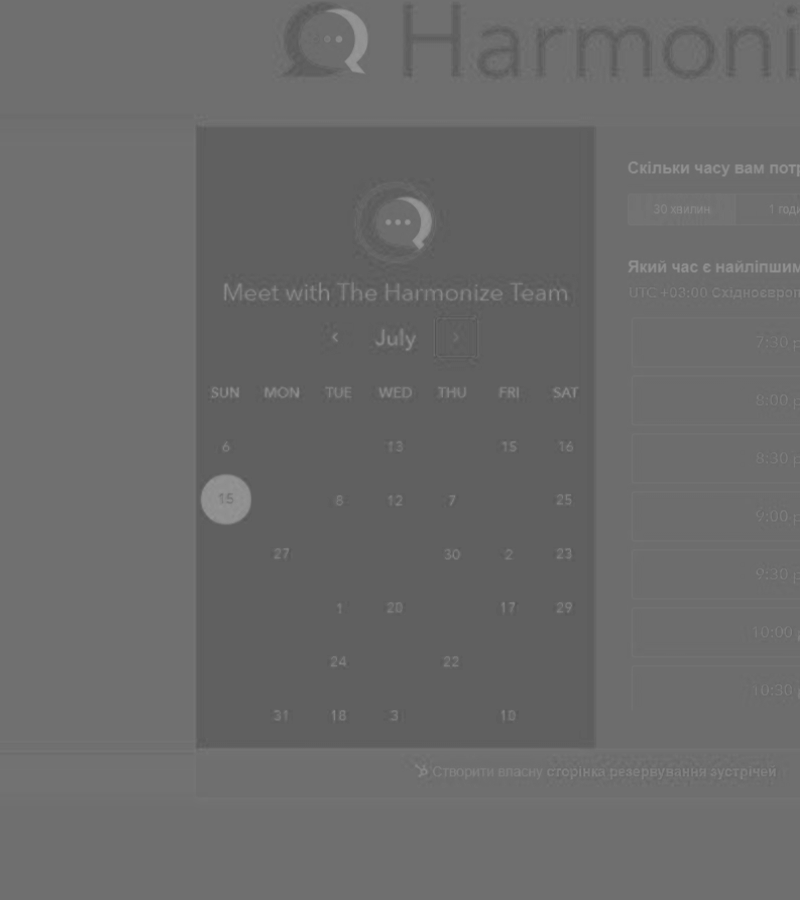 Harmoni
Meet with The Harmonize Team
‹ July ›
SUN MON TUE WED THU FRI SAT
6 13 15 16
15 8 12 7 25
27 30 2 23
1 20 17 29
24 22
31 18 3 10
Скільки часу вам потр
30 хвилин 1 годи
Який час є найліпшим
UTC +03:00 Східноєвроп
7:30 р
8:00 р
8:30 р
9:00 р
9:30 р
10:00 р
10:30 р
Створити власну сторінка резервування зустрічей